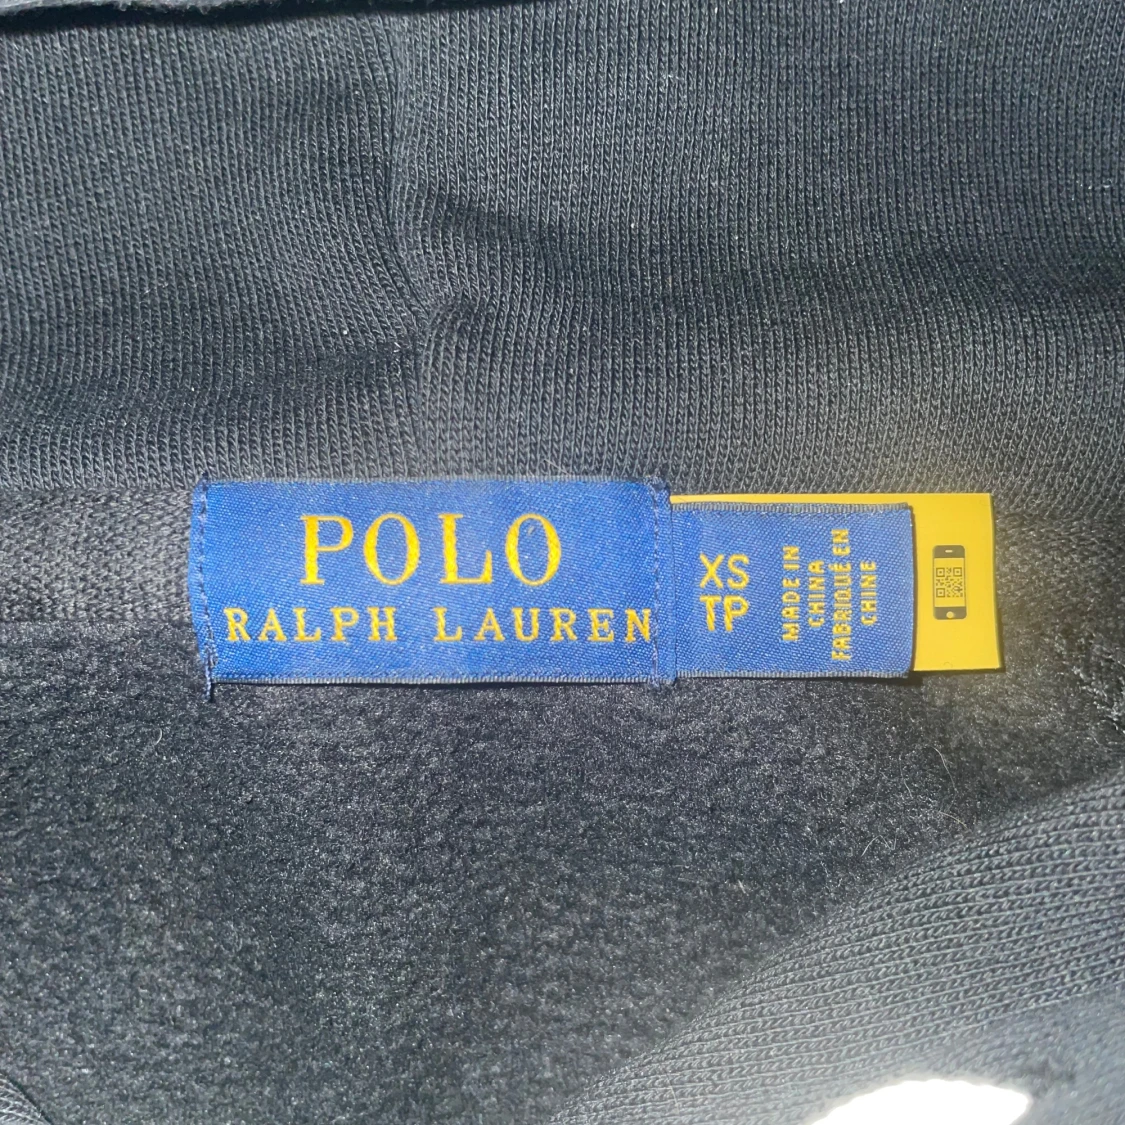 POLO
RALPH LAUREN
XS
TP
MADE IN
CHINA
FABRIQUÉ EN
CHINE